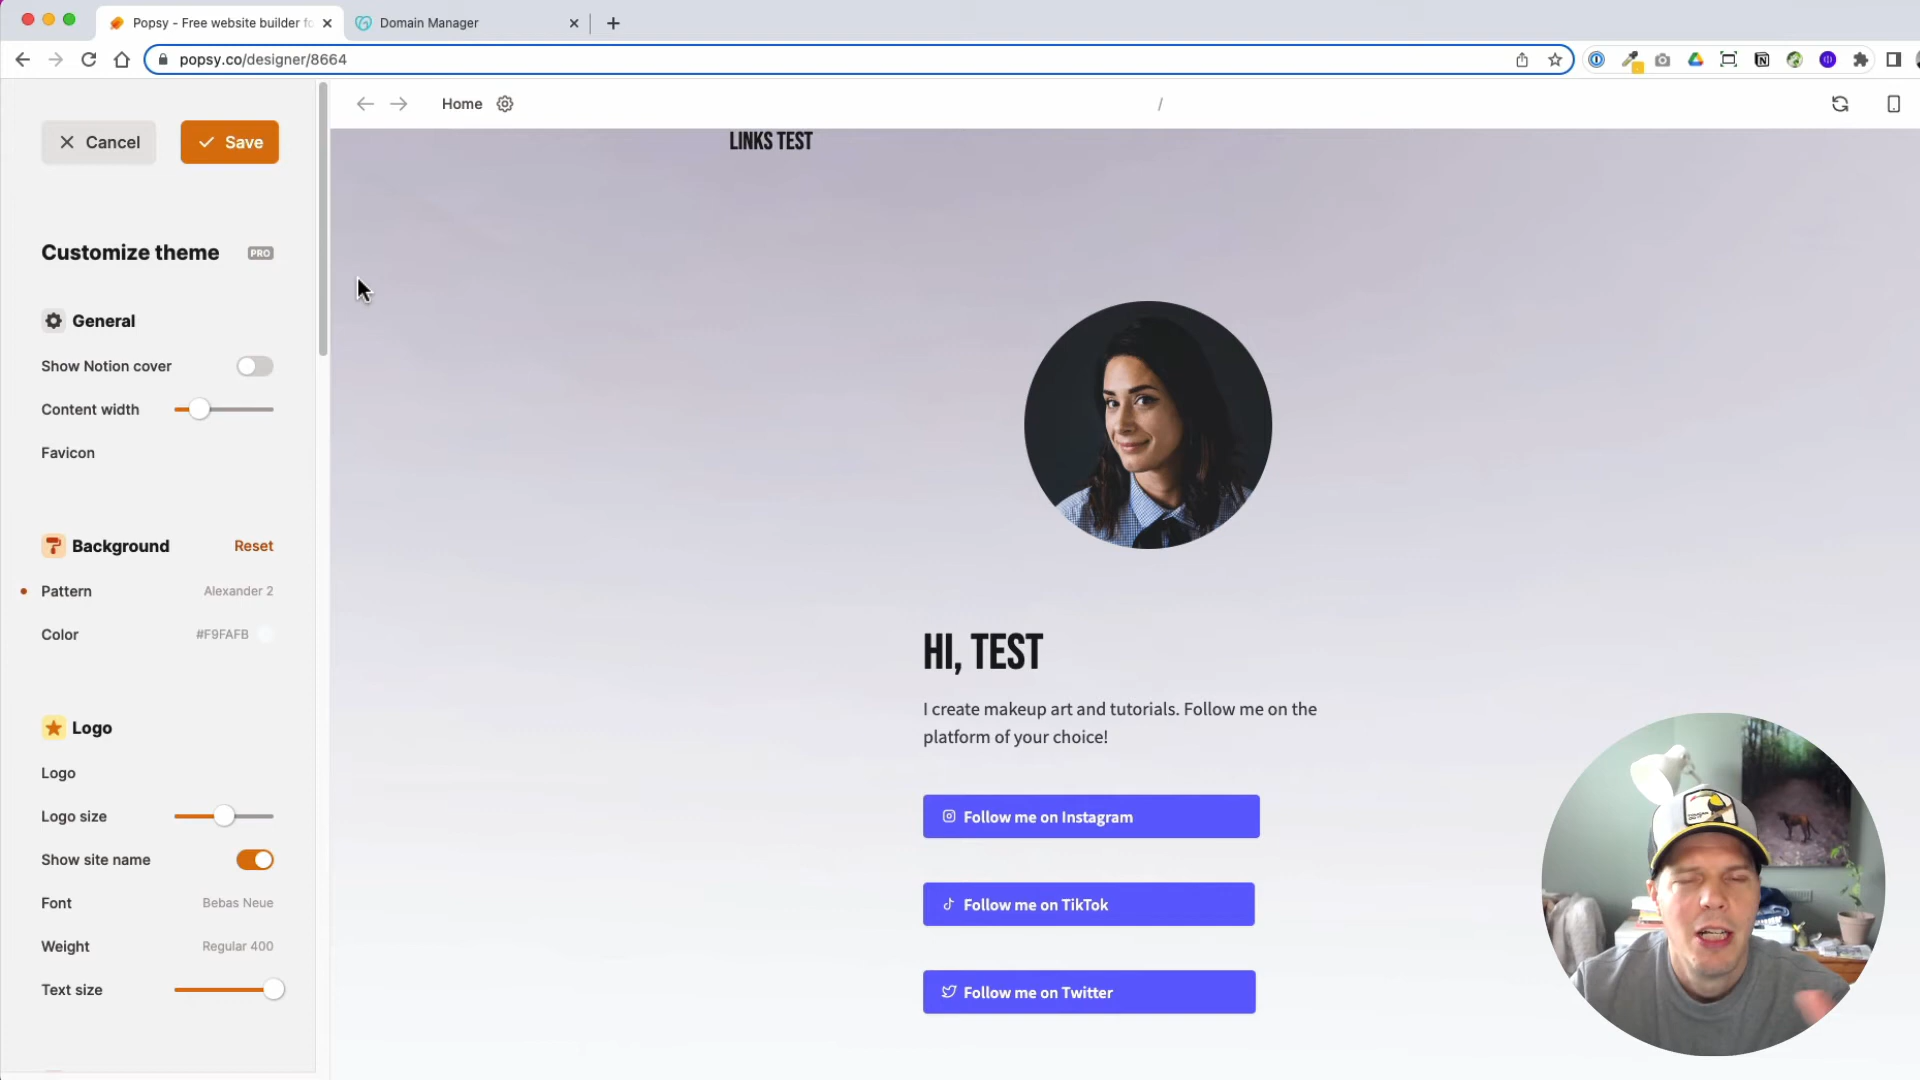 Popsy - Free website builder fo
Domain Manager
popsy.co/designer/8664
Home
/
Cancel
Save
Customize theme
PRO
General
Show Notion cover
Content width
Favicon
Background
Reset
Pattern
Alexander 2
Color
#F9FAFB
Logo
Logo
Logo size
Show site name
Font
Bebas Neue
Weight
Regular 400
Text size
LINKS TEST
HI, TEST
I create makeup art and tutorials. Follow me on the
platform of your choice!
Follow me on Instagram
Follow me on TikTok
Follow me on Twitter